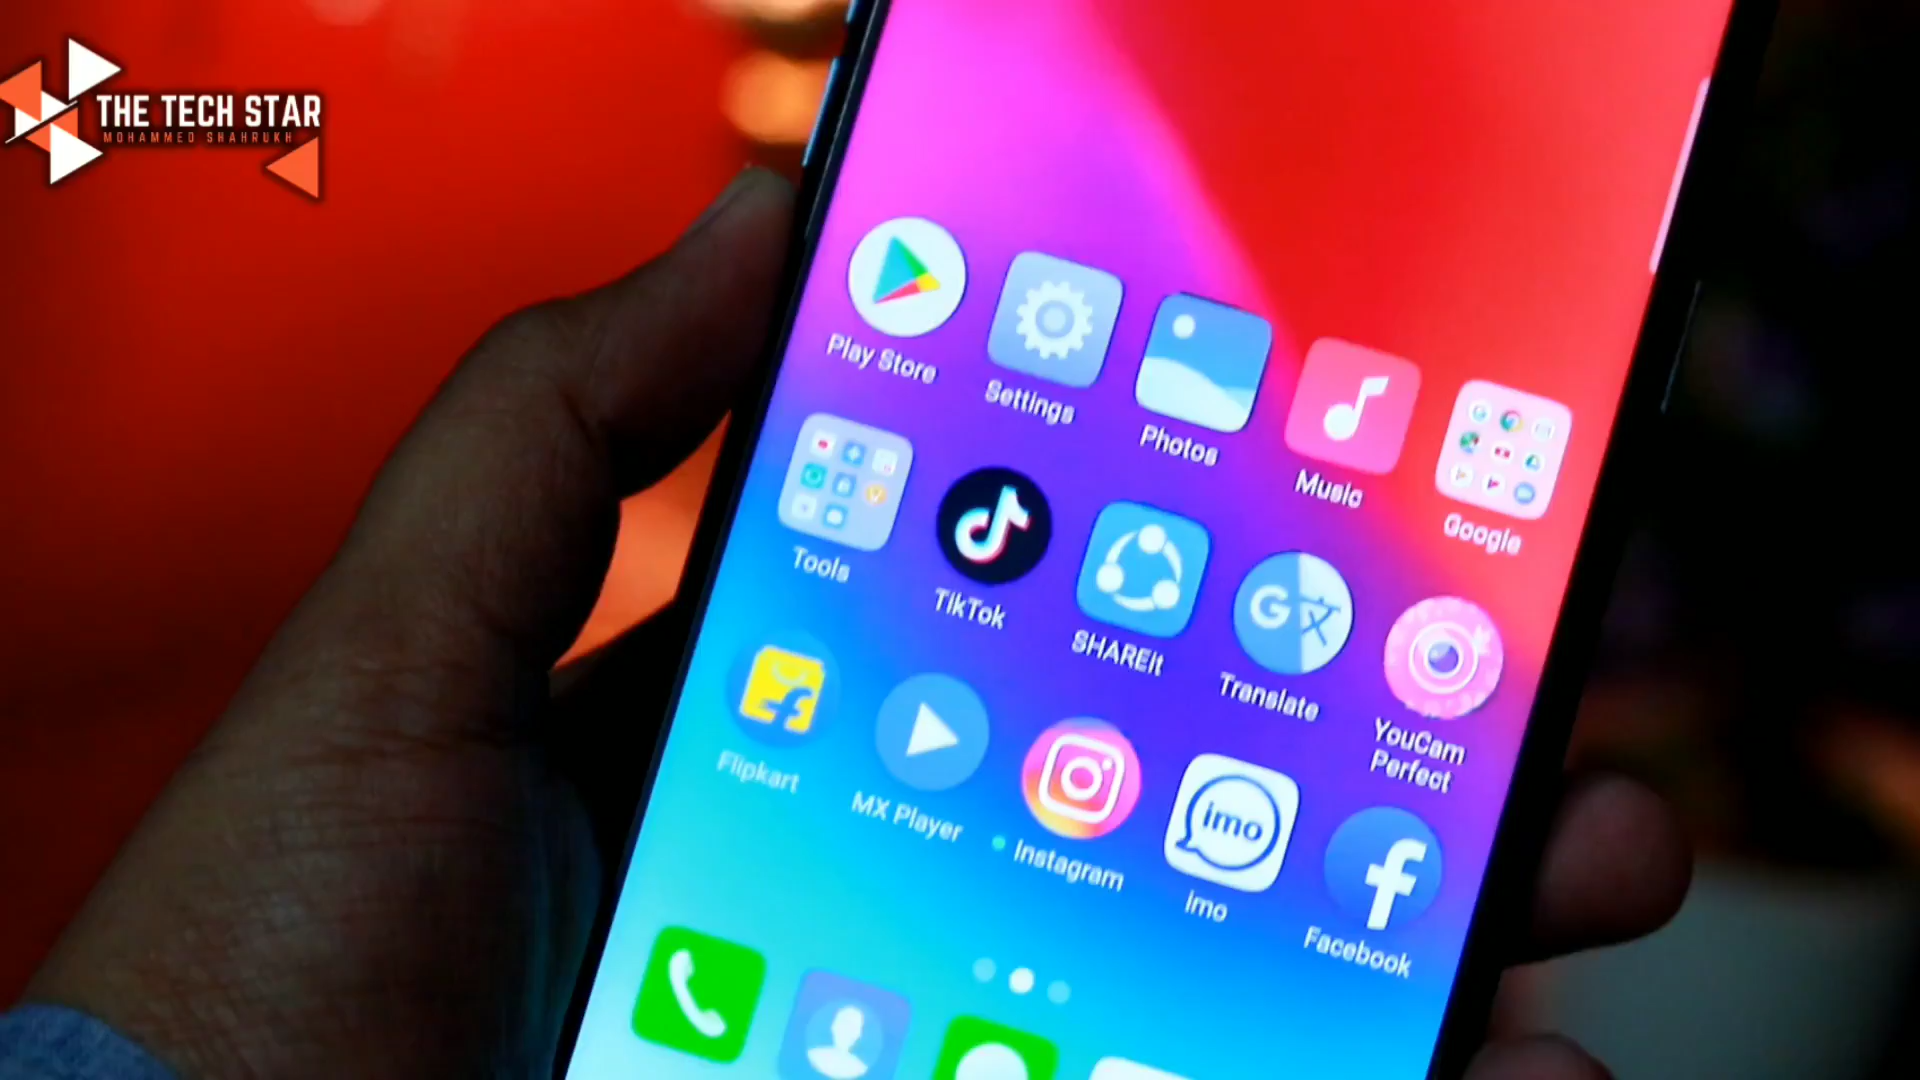 THE TECH STAR
MOHAMMED SHAHRUKH
Play Store
Settings
Photos
Music
Google
Tools
TikTok
SHAREit
G
Translate
YouCam
Perfect
Flipkart
MX Player
Instagram
imo
imo
f
Facebook